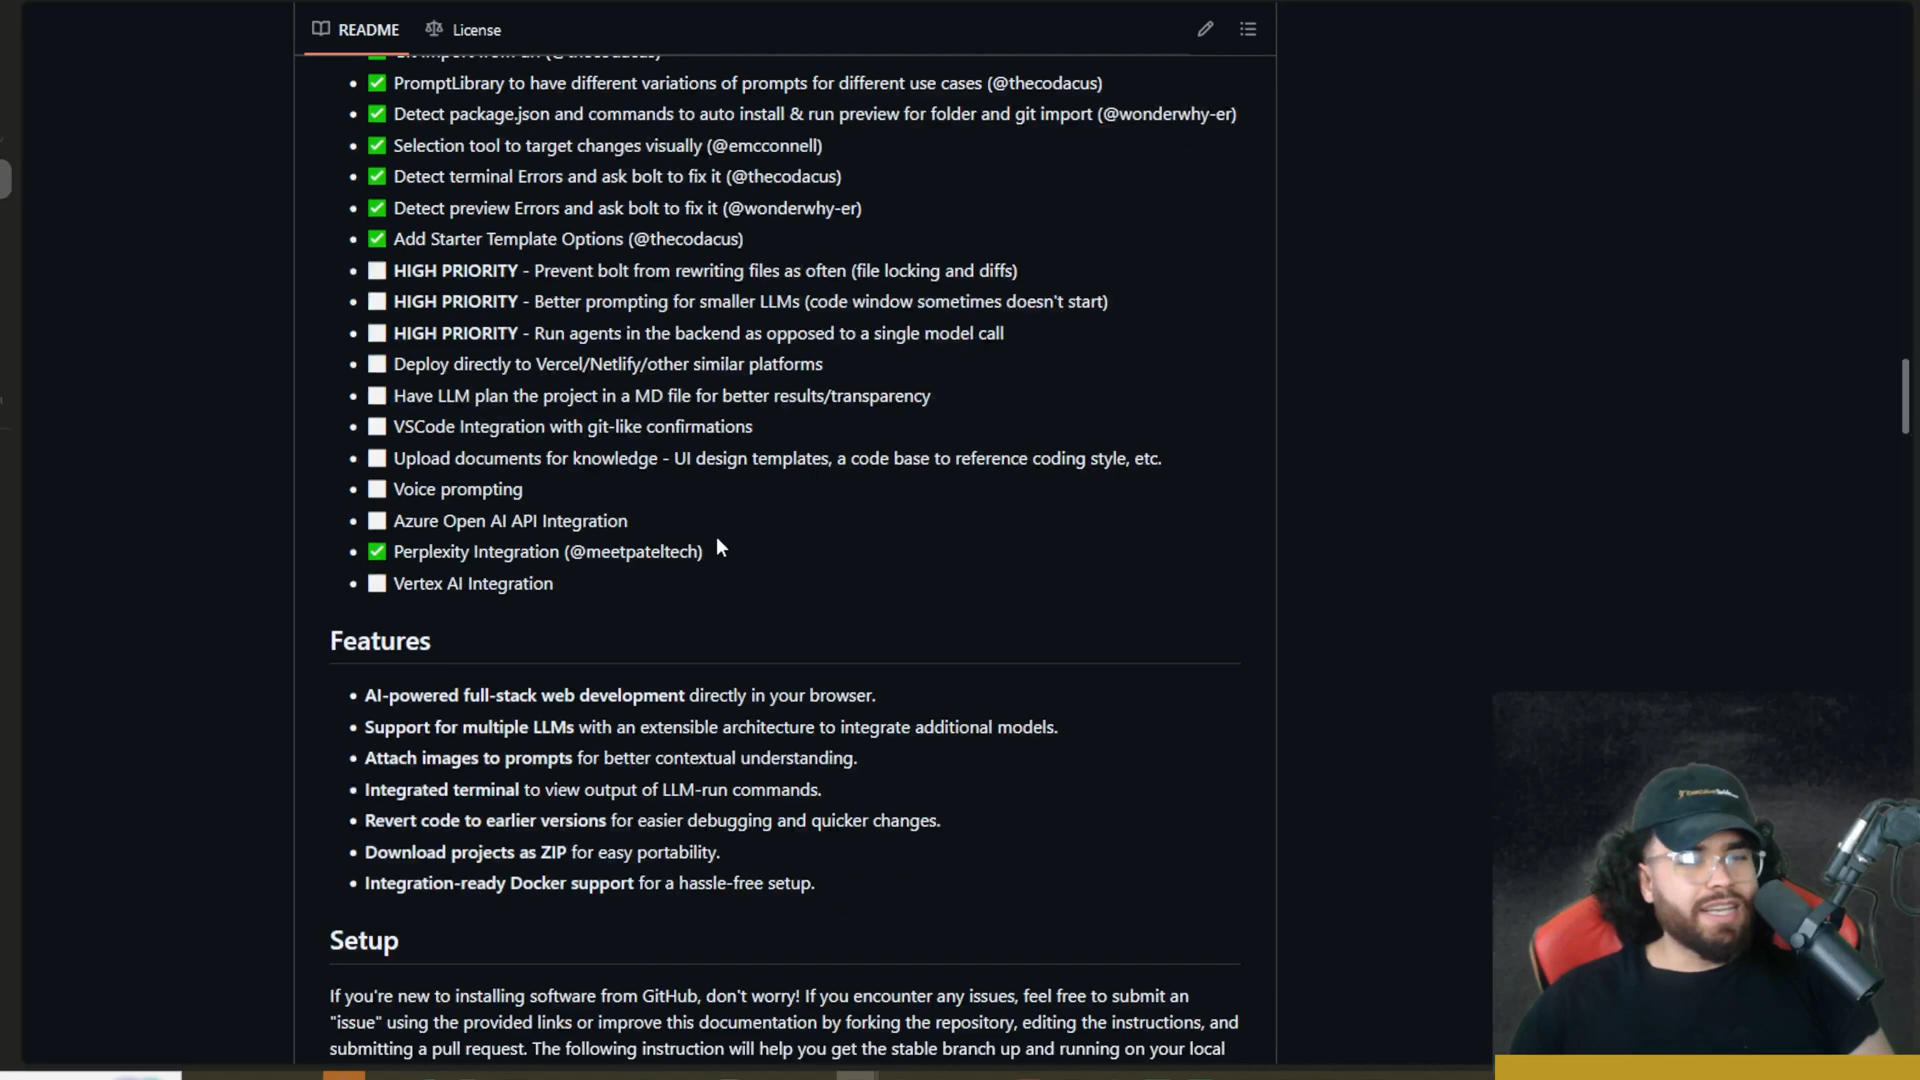 README
License
PromptLibrary to have different variations of prompts for different use cases (@thecodacus)
Detect package.json and commands to auto install & run preview for folder and git import (@wonderwhy-er)
Selection tool to target changes visually (@emcconnell)
Detect terminal Errors and ask bolt to fix it (@thecodacus)
Detect preview Errors and ask bolt to fix it (@wonderwhy-er)
Add Starter Template Options (@thecodacus)
HIGH PRIORITY - Prevent bolt from rewriting files as often (file locking and diffs)
HIGH PRIORITY - Better prompting for smaller LLMs (code window sometimes doesn't start)
HIGH PRIORITY - Run agents in the backend as opposed to a single model call
Deploy directly to Vercel/Netlify/other similar platforms
Have LLM plan the project in a MD file for better results/transparency
VSCode Integration with git-like confirmations
Upload documents for knowledge - UI design templates, a code base to reference coding style, etc.
Voice prompting
Azure Open AI API Integration
Perplexity Integration (@meetpateltech)
Vertex AI Integration
Features
AI-powered full-stack web development directly in your browser.
Support for multiple LLMs with an extensible architecture to integrate additional models.
Attach images to prompts for better contextual understanding.
Integrated terminal to view output of LLM-run commands.
Revert code to earlier versions for easier debugging and quicker changes.
Download projects as ZIP for easy portability.
Integration-ready Docker support for a hassle-free setup.
Setup
If you're new to installing software from GitHub, don't worry! If you encounter any issues, feel free to submit an
"issue" using the provided links or improve this documentation by forking the repository, editing the instructions, and
submitting a pull request. The following instruction will help you get the stable branch up and running on your local